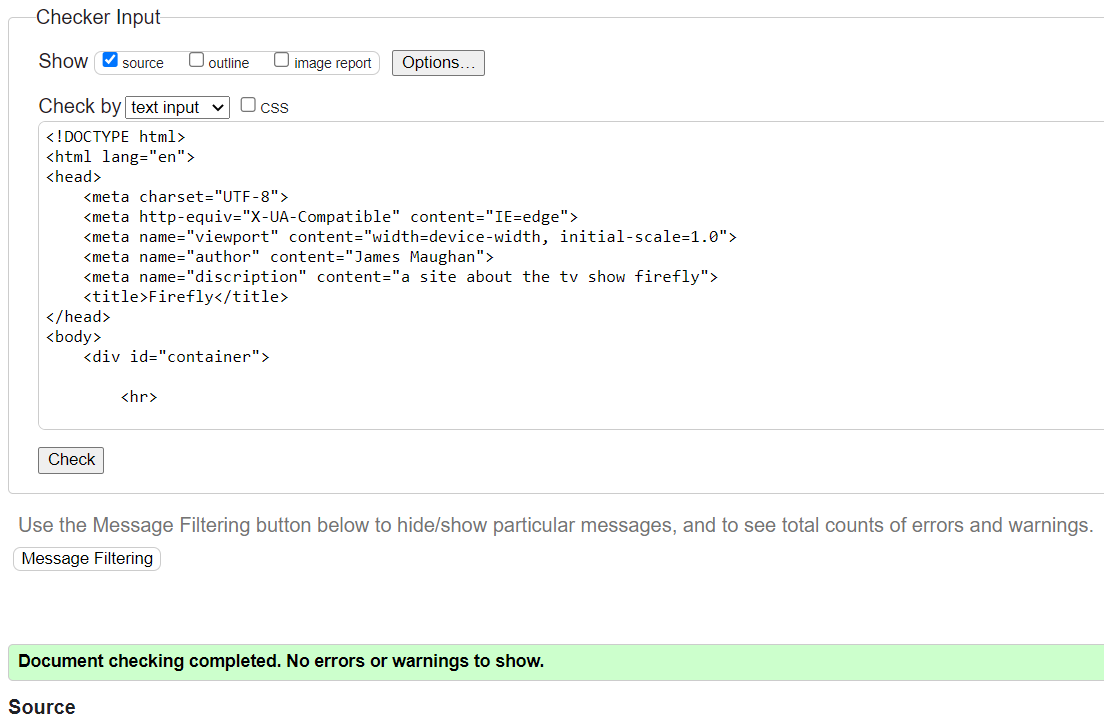 Checker Input
Show source outline image report Options...
Check by text input CSS
<!DOCTYPE html>
<html lang="en">
<head>
    <meta charset="UTF-8">
    <meta http-equiv="X-UA-Compatible" content="IE=edge">
    <meta name="viewport" content="width=device-width, initial-scale=1.0">
    <meta name="author" content="James Maughan">
    <meta name="discription" content="a site about the tv show firefly">
    <title>Firefly</title>
</head>
<body>
    <div id="container">
        <hr>
Check
Use the Message Filtering button below to hide/show particular messages, and to see total counts of errors and warnings.
Message Filtering
Document checking completed. No errors or warnings to show.
Source